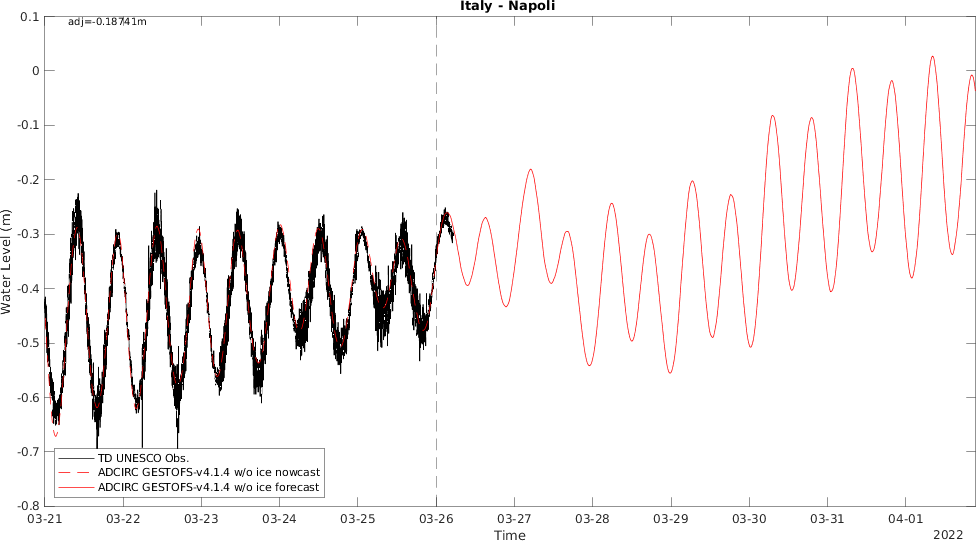 Italy - Napoli
adj=-0.18741m
0.1
0
-0.1
-0.2
-0.3
-0.4
-0.5
-0.6
-0.7
-0.8
Water Level (m)
TD UNESCO Obs.
ADCIRC GESTOFS-v4.1.4 w/o ice nowcast
ADCIRC GESTOFS-v4.1.4 w/o ice forecast
03-21 03-22 03-23 03-24 03-25 03-26 03-27 03-28 03-29 03-30 03-31 04-01
Time
2022